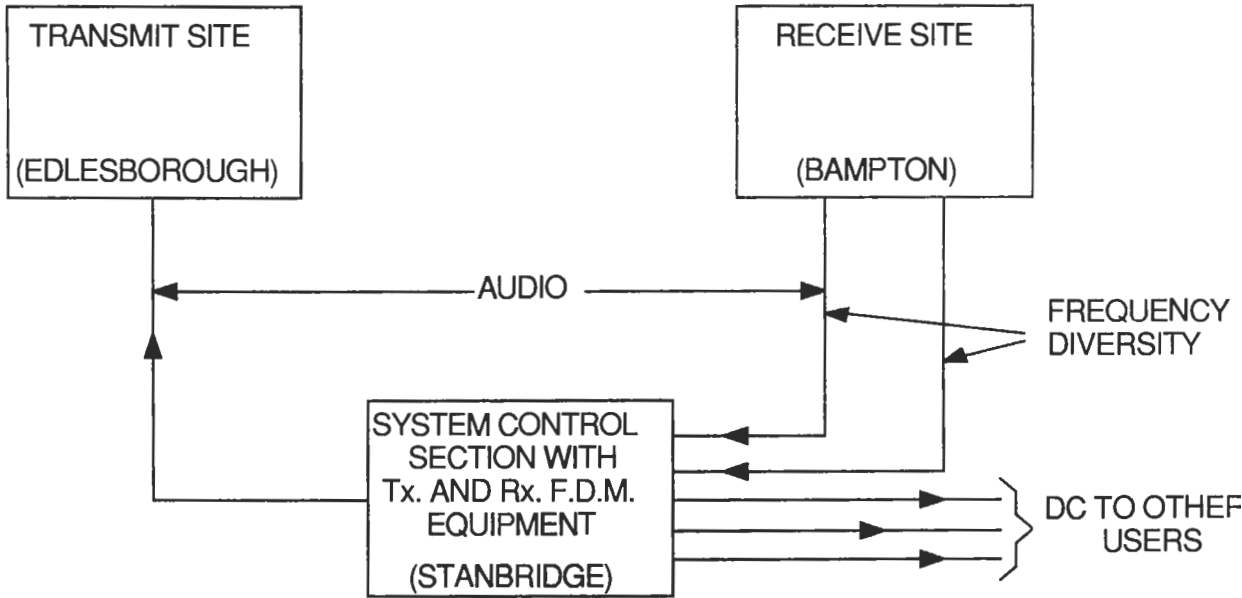 TRANSMIT SITE
(EDLESBOROUGH)
RECEIVE SITE
(BAMPTON)
AUDIO
FREQUENCY
DIVERSITY
SYSTEM CONTROL
SECTION WITH
Tx. AND Rx. F.D.M.
EQUIPMENT
(STANBRIDGE)
DC TO OTHER
USERS